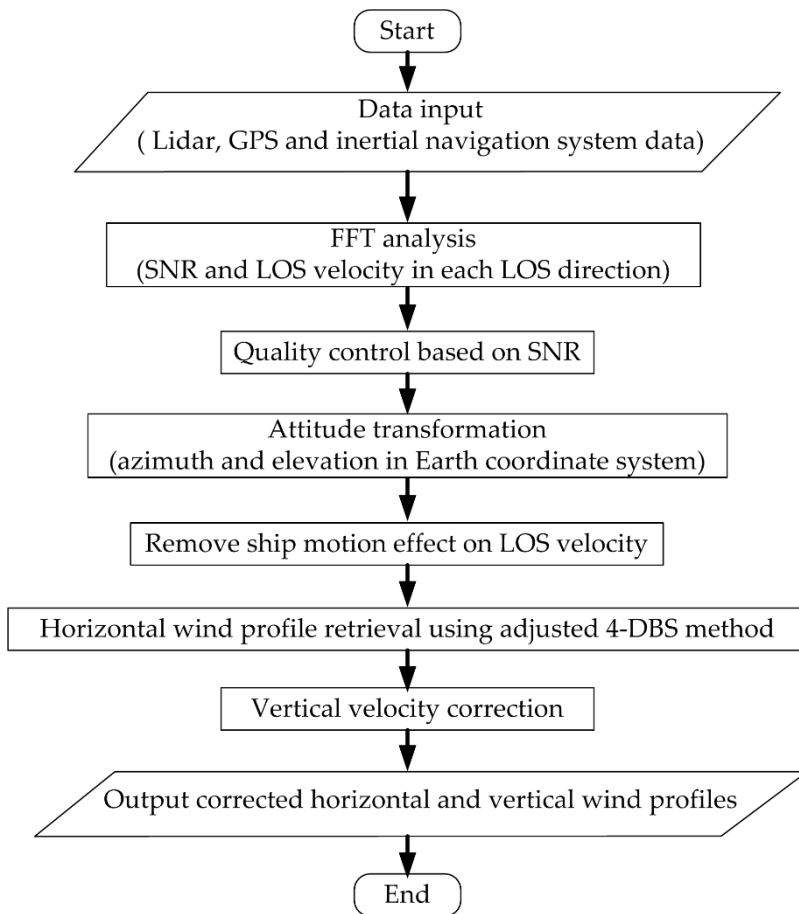 Start
Data input
( Lidar, GPS and inertial navigation system data)
FFT analysis
(SNR and LOS velocity in each LOS direction)
Quality control based on SNR
Attitude transformation
(azimuth and elevation in Earth coordinate system)
Remove ship motion effect on LOS velocity
Horizontal wind profile retrieval using adjusted 4-DBS method
Vertical velocity correction
Output corrected horizontal and vertical wind profiles
End